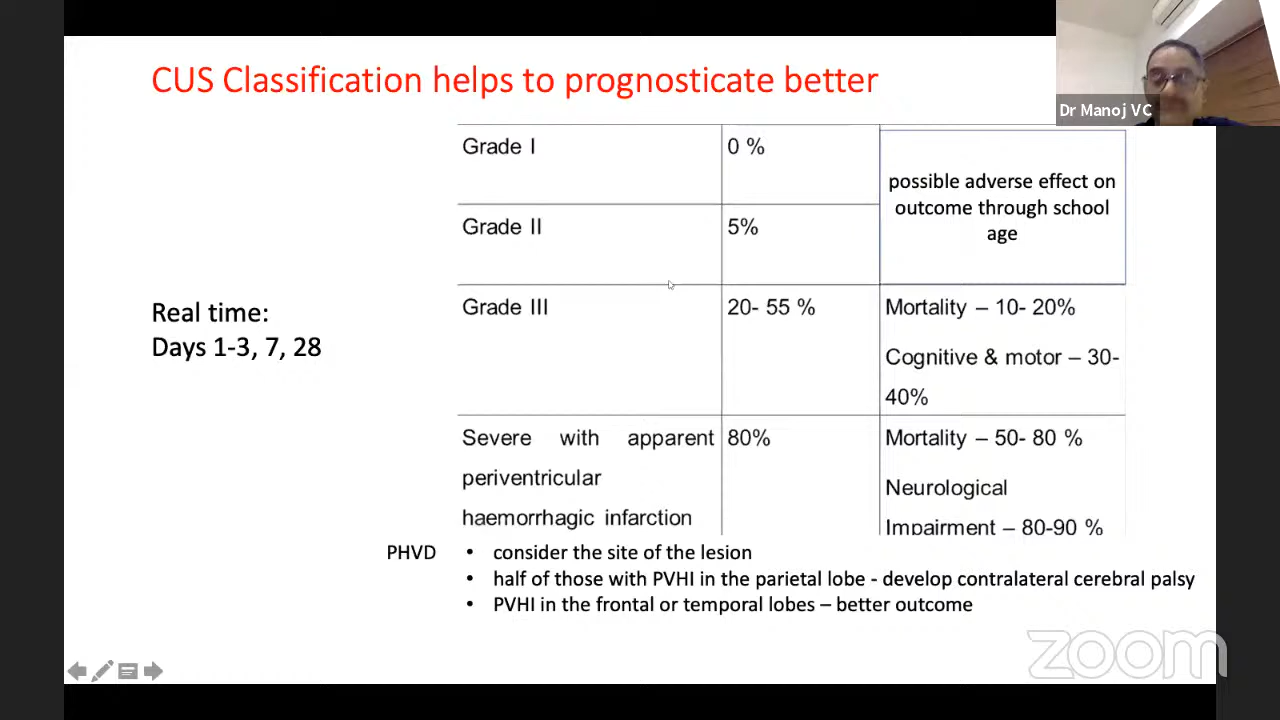 CUS Classification helps to prognosticate better
Dr Manoj VC
Grade I
0 %
possible adverse effect on
outcome through school
age
Grade II
5%
Real time:
Days 1-3, 7, 28
Grade III
20- 55 %
Mortality – 10- 20%
Cognitive & motor – 30-
40%
Severe with apparent
periventricular
haemorrhagic infarction
80%
Mortality – 50- 80 %
Neurological
Impairment – 80-90 %
PHVD
• consider the site of the lesion
• half of those with PVHI in the parietal lobe - develop contralateral cerebral palsy
• PVHI in the frontal or temporal lobes – better outcome
zoom